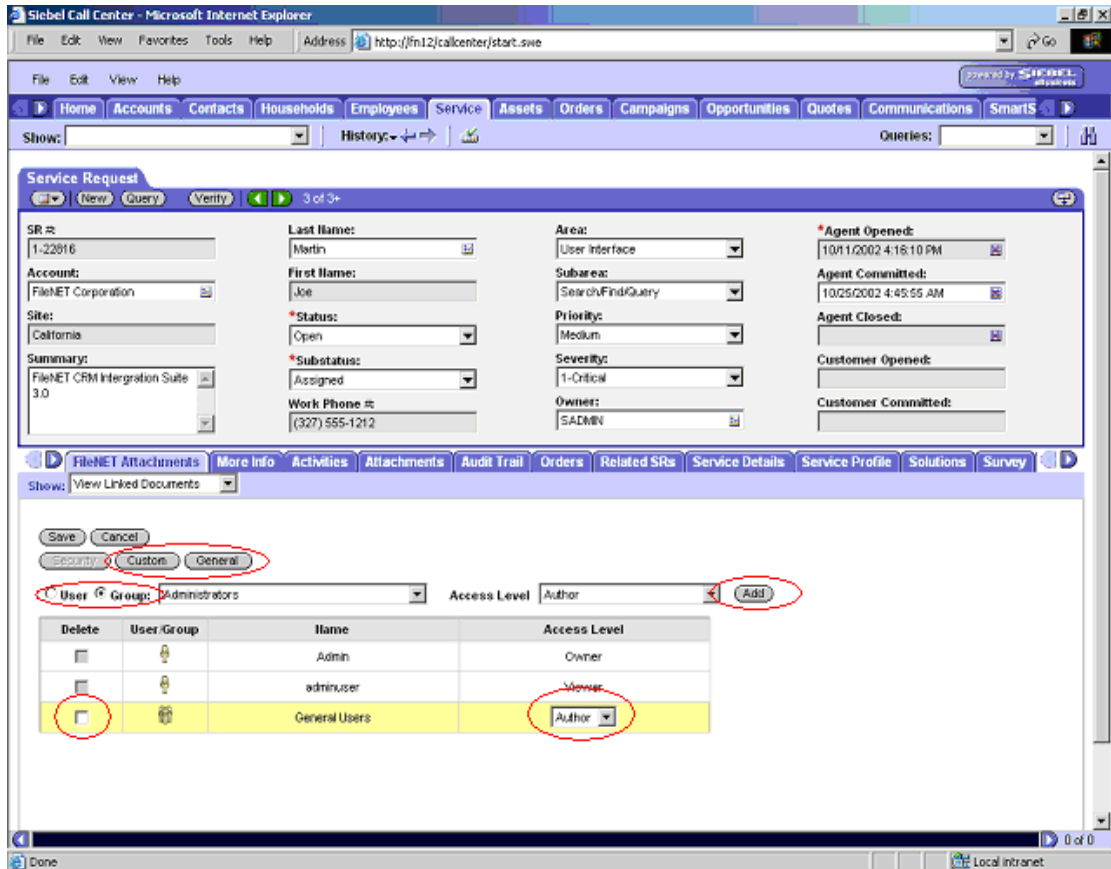 Siebel Call Center - Microsoft Internet Explorer
File Edit View Favorites Tools Help Address http://fn12/callcenter/start.swe Go
File Edit View Help powered by SIEBEL
Home Accounts Contacts Households Employees Service Assets Orders Campaigns Opportunities Quotes Communications SmartS
Show: History: Queries:
Service Request
New Query Verify 3 of 3+
SR #: Last Name: Area: *Agent Opened:
1-22816 Martin User Interface 10/11/2002 4:16:10 PM
Account: First Name: Subarea: Agent Committed:
FileNET Corporation Joe Search/Find/Query 10/25/2002 4:45:55 AM
Site: *Status: Priority: Agent Closed:
California Open Medium
Summary: *Substatus: Severity: Customer Opened:
FileNET CRM Intergration Suite Assigned 1-Critical
3.0
Work Phone #: Owner: Customer Committed:
(327) 555-1212 SADMIN
FileNET Attachments More Info Activities Attachments Audit Trail Orders Related SRs Service Details Service Profile Solutions Survey
Show: View Linked Documents
Save Cancel
Security Custom General
User Group: Administrators Access Level Author Add
Delete User/Group Name Access Level
Admin Owner
adminuser Viewer
General Users Author
0 of 0
Done Local intranet